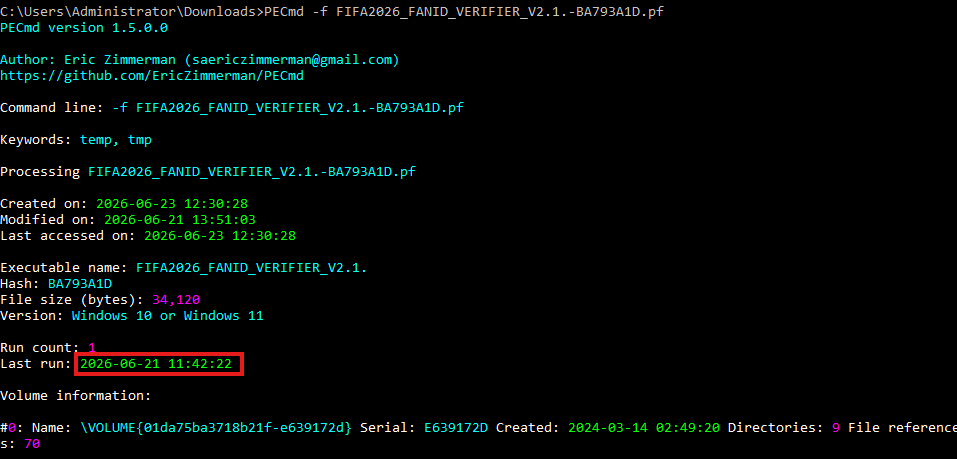 C:\Users\Administrator\Downloads>PECmd -f FIFA2026_FANID_VERIFIER_V2.1.-BA793A1D.pf
PECmd version 1.5.0.0
Author: Eric Zimmerman (saericzimmerman@gmail.com)
https://github.com/EricZimmerman/PECmd
Command line: -f FIFA2026_FANID_VERIFIER_V2.1.-BA793A1D.pf
Keywords: temp, tmp
Processing FIFA2026_FANID_VERIFIER_V2.1.-BA793A1D.pf
Created on: 2026-06-23 12:30:28
Modified on: 2026-06-21 13:51:03
Last accessed on: 2026-06-23 12:30:28
Executable name: FIFA2026_FANID_VERIFIER_V2.1.
Hash: BA793A1D
File size (bytes): 34,120
Version: Windows 10 or Windows 11
Run count: 1
Last run: 2026-06-21 11:42:22
Volume information:
#0: Name: \VOLUME{01da75ba3718b21f-e639172d} Serial: E639172D Created: 2024-03-14 02:49:20 Directories: 9 File reference
s: 70